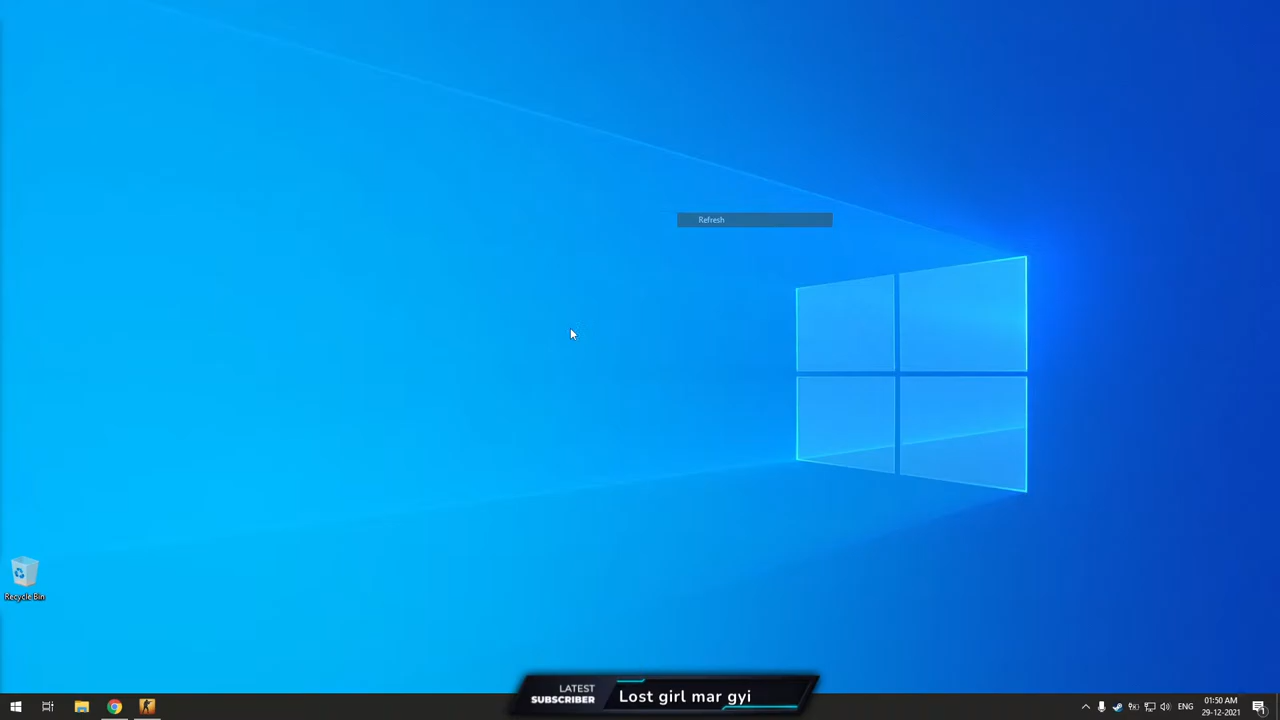 Refresh
Recycle Bin
LATEST
SUBSCRIBER
Lost girl mar gyi
ENG
01:50 AM
29-12-2021